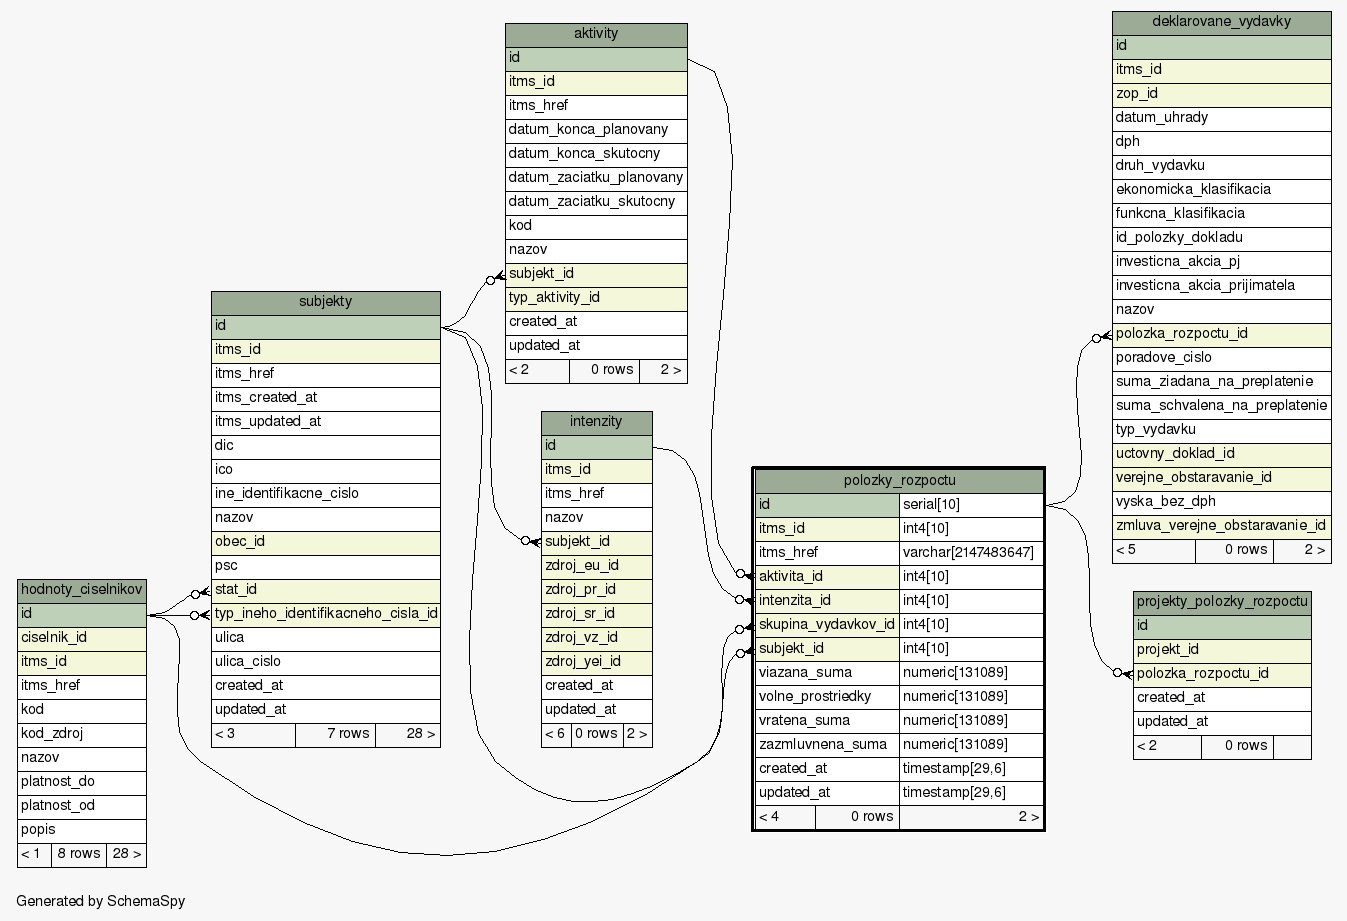 aktivity
id
itms_id
itms_href
datum_konca_planovany
datum_konca_skutocny
datum_zaciatku_planovany
datum_zaciatku_skutocny
kod
nazov
subjekt_id
typ_aktivity_id
created_at
updated_at
< 2 0 rows 2 >
deklarovane_vydavky
id
itms_id
zop_id
datum_uhrady
dph
druh_vydavku
ekonomicka_klasifikacia
funkcna_klasifikacia
id_polozky_dokladu
investicna_akcia_pj
investicna_akcia_prijimatela
nazov
polozka_rozpoctu_id
poradove_cislo
suma_ziadana_na_preplatenie
suma_schvalena_na_preplatenie
typ_vydavku
uctovny_doklad_id
verejne_obstaravanie_id
vyska_bez_dph
zmluva_verejne_obstaravanie_id
< 5 0 rows 2 >
subjekty
id
itms_id
itms_href
itms_created_at
itms_updated_at
dic
ico
ine_identifikacne_cislo
nazov
obec_id
psc
stat_id
typ_ineho_identifikacneho_cisla_id
ulica
ulica_cislo
created_at
updated_at
< 3 7 rows 28 >
intenzity
id
itms_id
itms_href
nazov
subjekt_id
zdroj_eu_id
zdroj_pr_id
zdroj_sr_id
zdroj_vz_id
zdroj_yei_id
created_at
updated_at
< 6 0 rows 2 >
polozky_rozpoctu
id serial[10]
itms_id int4[10]
itms_href varchar[2147483647]
aktivita_id int4[10]
intenzita_id int4[10]
skupina_vydavkov_id int4[10]
subjekt_id int4[10]
viazana_suma numeric[131089]
volne_prostriedky numeric[131089]
vratena_suma numeric[131089]
zazmluvnena_suma numeric[131089]
created_at timestamp[29,6]
updated_at timestamp[29,6]
< 4 0 rows 2 >
hodnoty_ciselnikov
id
ciselnik_id
itms_id
itms_href
kod
kod_zdroj
nazov
platnost_do
platnost_od
popis
< 1 8 rows 28 >
projekty_polozky_rozpoctu
id
projekt_id
polozka_rozpoctu_id
created_at
updated_at
< 2 0 rows
Generated by SchemaSpy